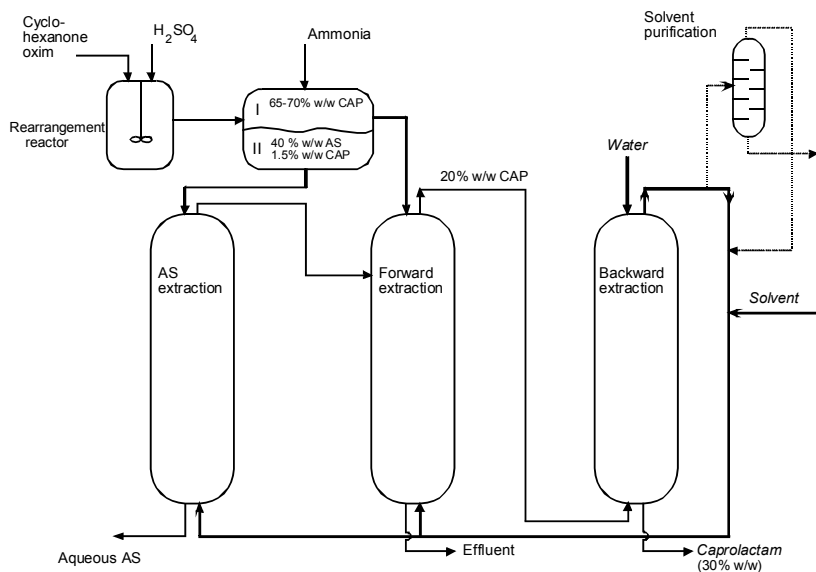 Cyclo-
hexanone
oxim
H2SO4
Ammonia
Solvent
purification
I 65-70% w/w CAP
Rearrangement
reactor
II 40 % w/w AS
1.5% w/w CAP
Water
20% w/w CAP
AS
extraction
Forward
extraction
Backward
extraction
Solvent
Aqueous AS
Effluent
Caprolactam
(30% w/w)